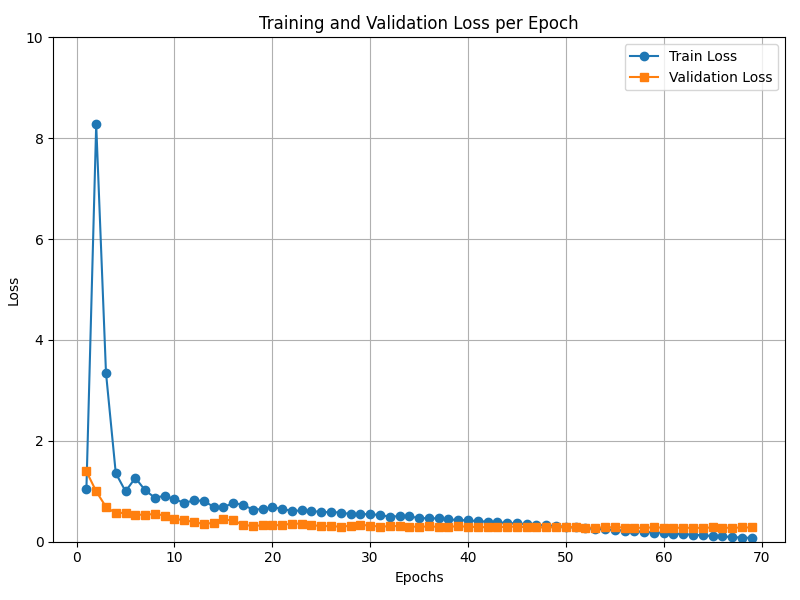 Training and Validation Loss per Epoch
Train Loss
Validation Loss
Loss
10
8
6
4
2
0
0 10 20 30 40 50 60 70
Epochs